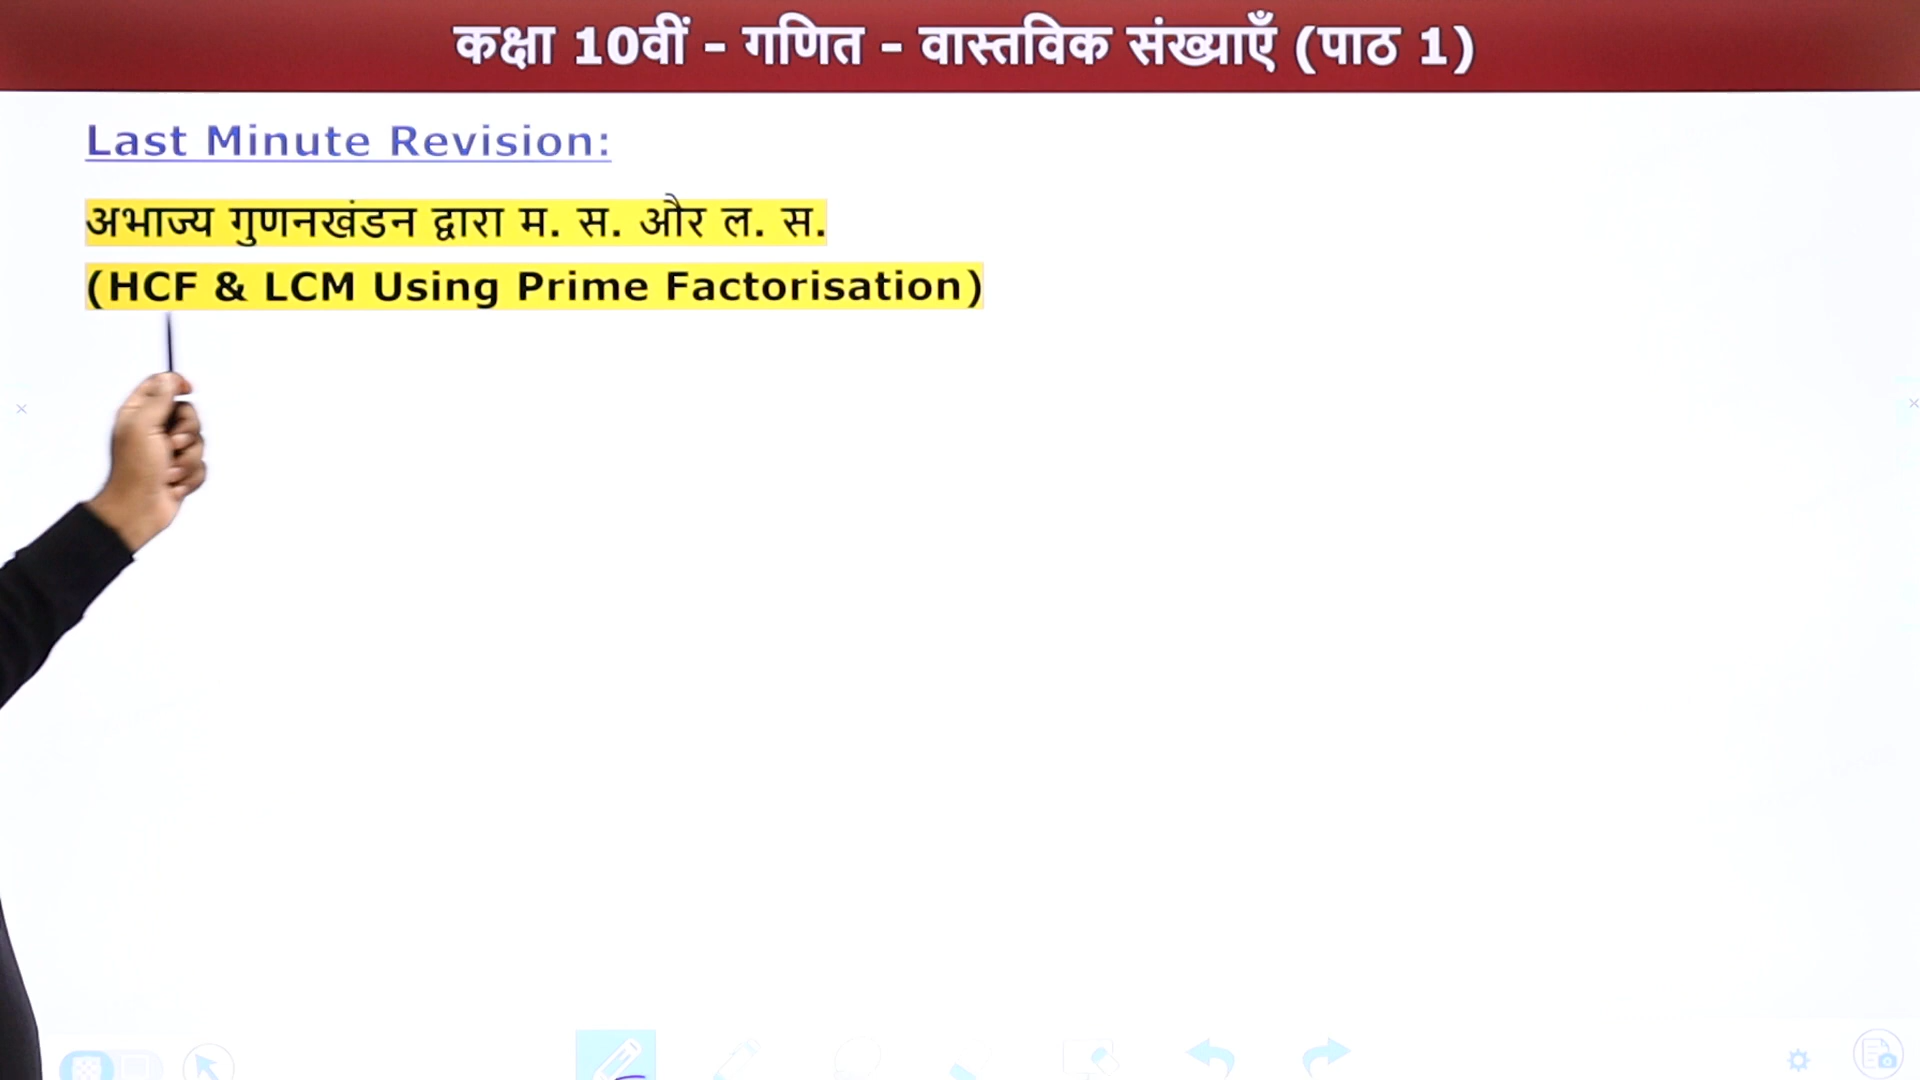 कक्षा 10वीं - गणित - वास्तविक संख्याएँ (पाठ 1)
Last Minute Revision:
अभाज्य गुणनखंडन द्वारा म. स. और ल. स.
(HCF & LCM Using Prime Factorisation)